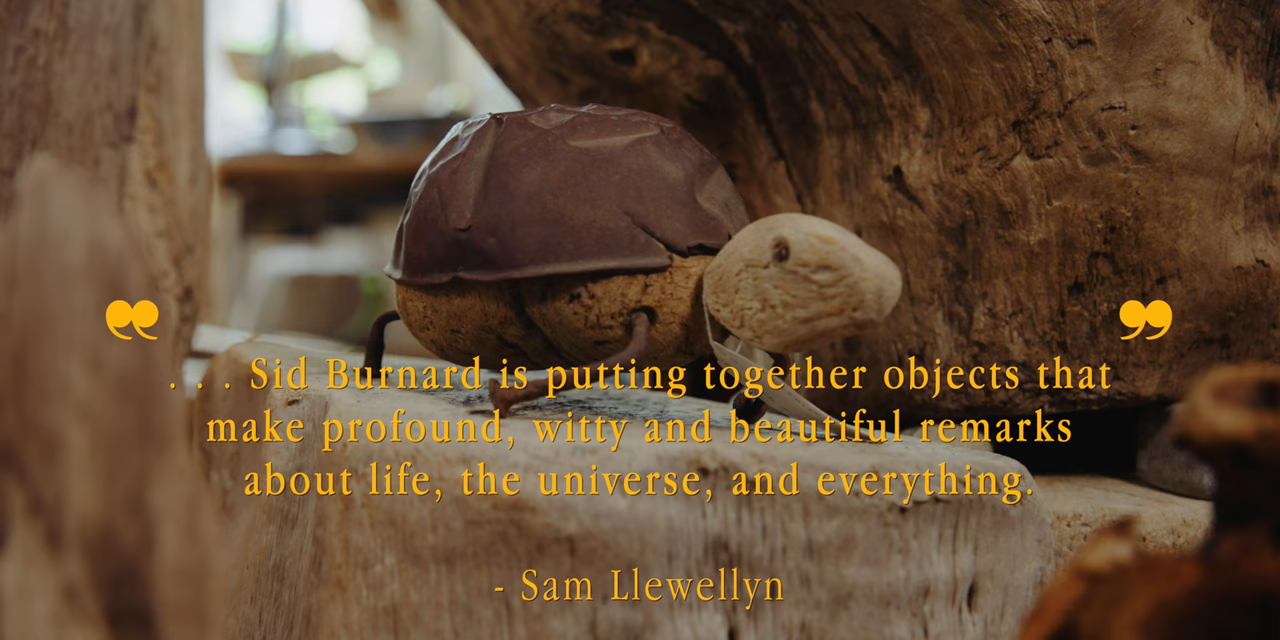 “ . . . Sid Burnard is putting together objects that ”
make profound, witty and beautiful remarks
about life, the universe, and everything.
- Sam Llewellyn